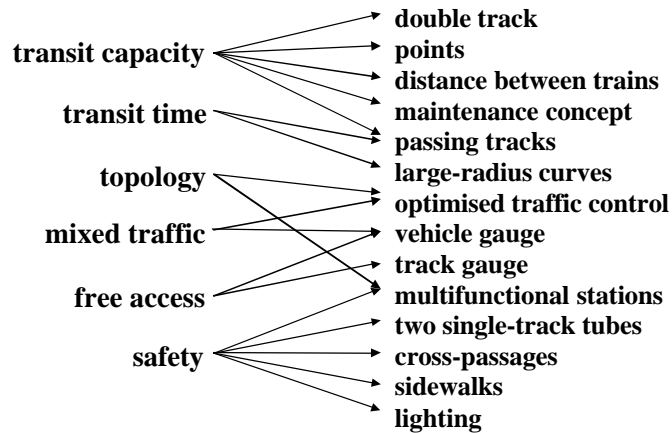 transit capacity
transit time
topology
mixed traffic
free access
safety
double track
points
distance between trains
maintenance concept
passing tracks
large-radius curves
optimised traffic control
vehicle gauge
track gauge
multifunctional stations
two single-track tubes
cross-passages
sidewalks
lighting